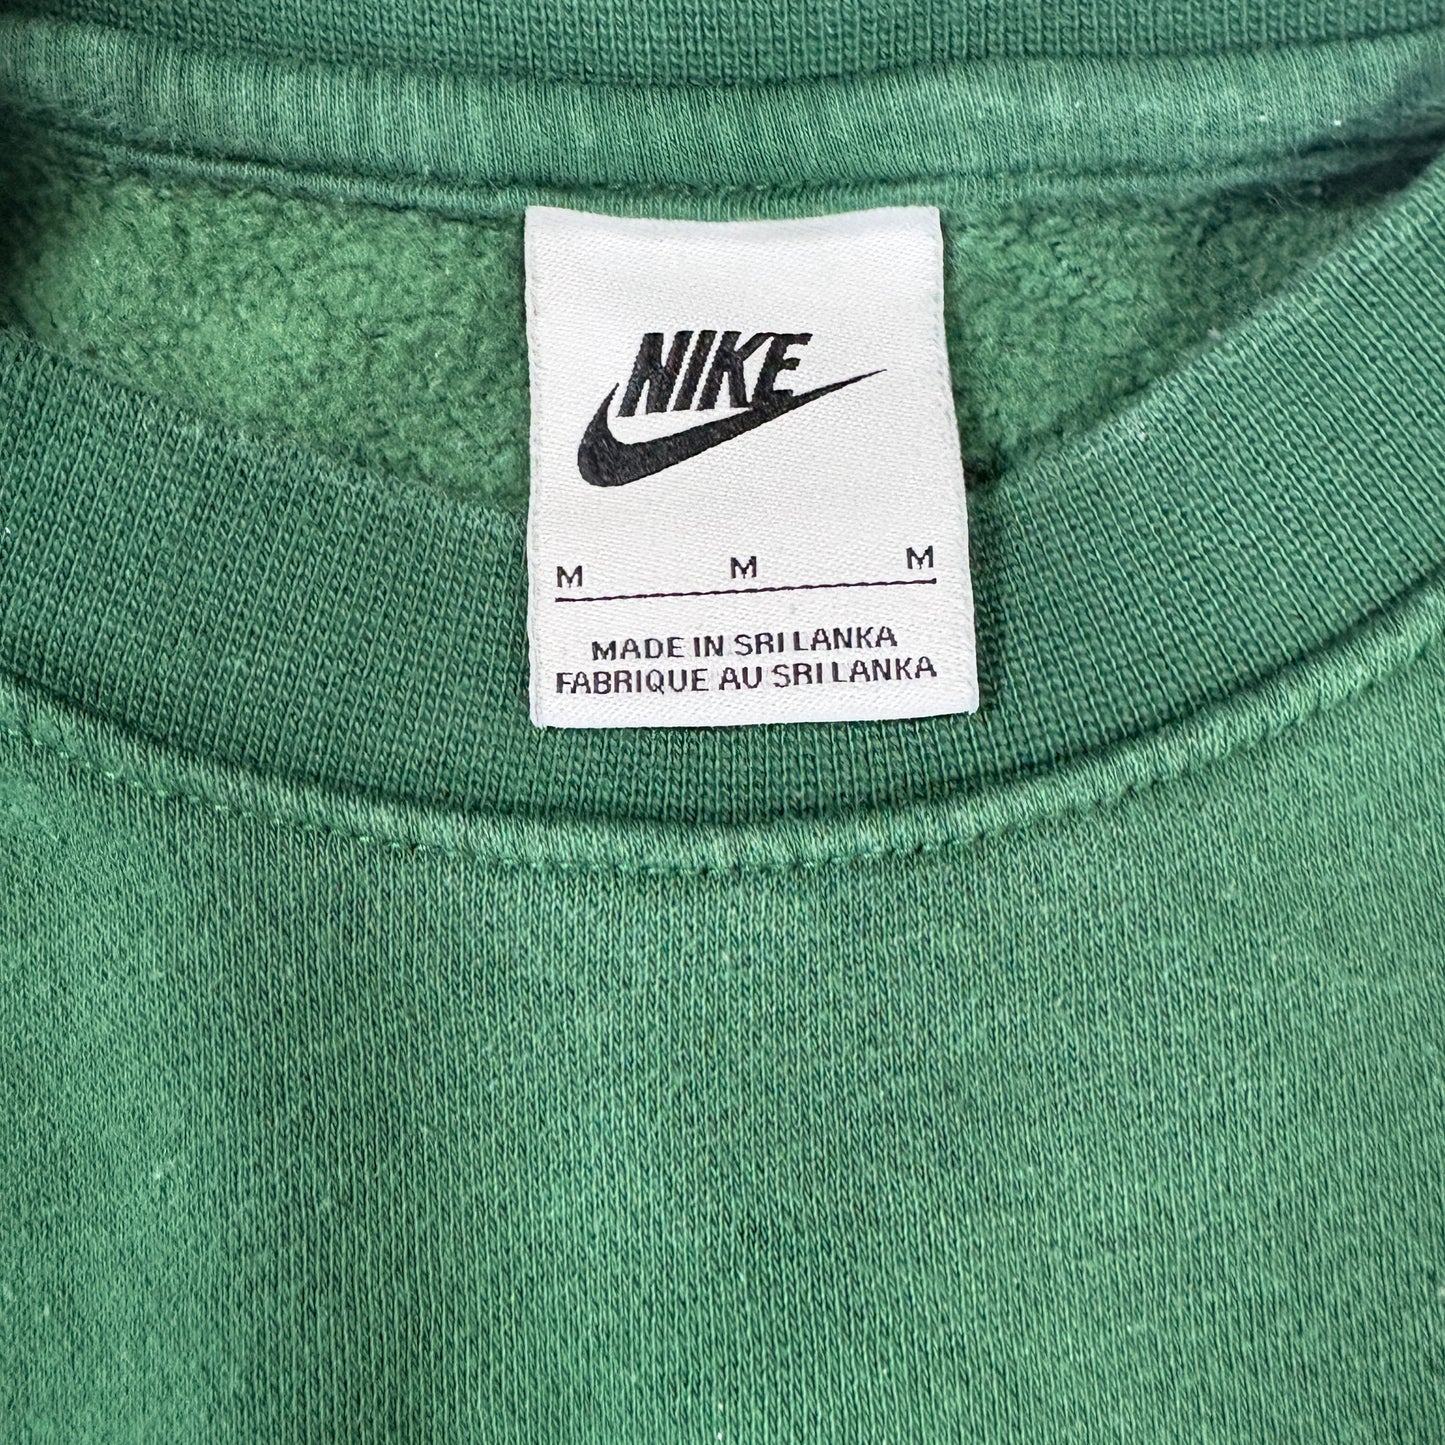 NIKE
M M M
MADE IN SRI LANKA
FABRIQUE AU SRI LANKA